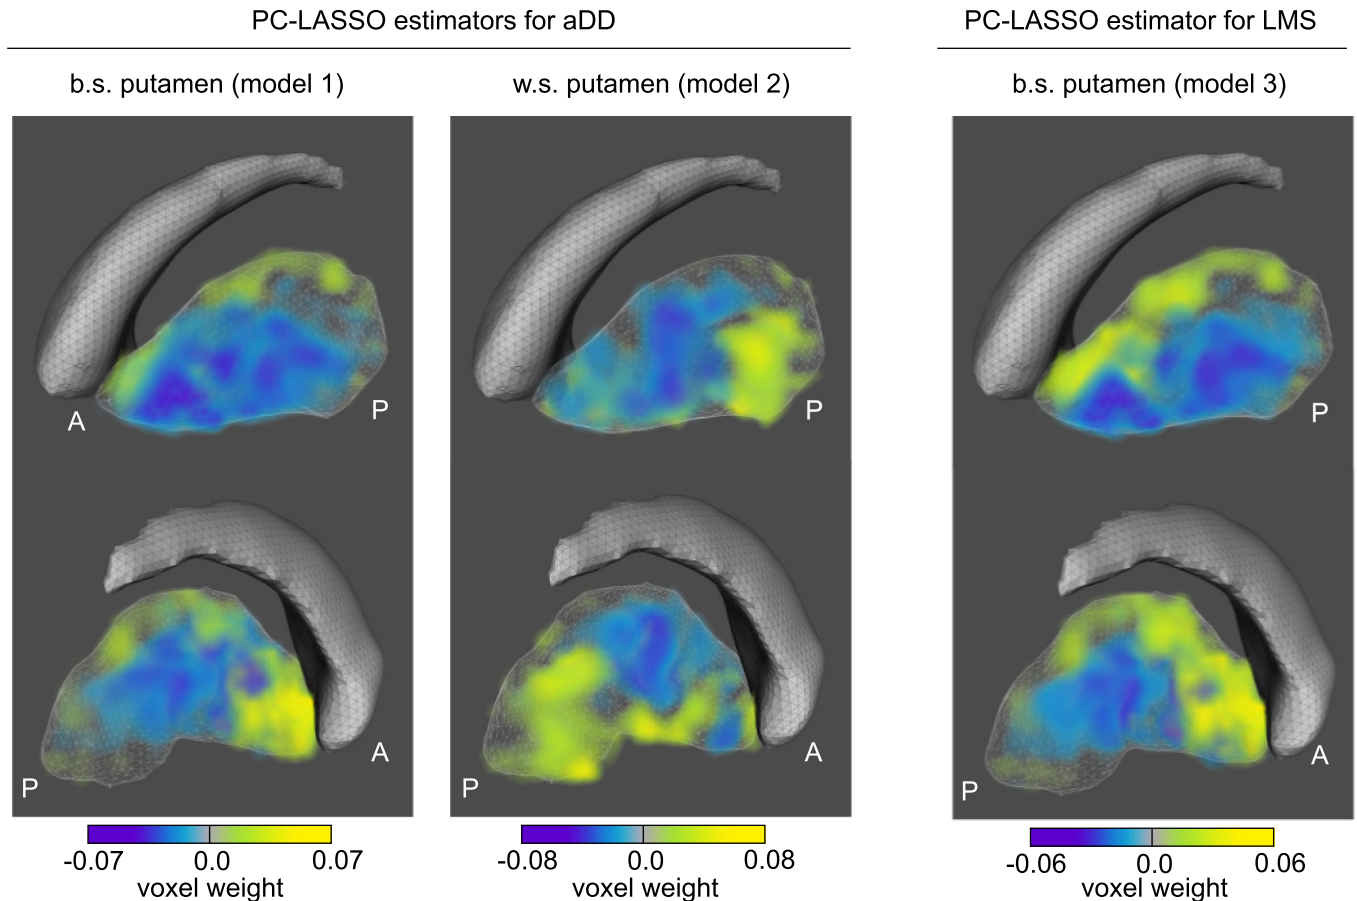 PC-LASSO estimators for aDD
PC-LASSO estimator for LMS
b.s. putamen (model 1)
w.s. putamen (model 2)
b.s. putamen (model 3)
A
P
P
P
A
P
A
P
A
P
-0.07 0.0 0.07
voxel weight
-0.08 0.0 0.08
voxel weight
-0.06 0.0 0.06
voxel weight